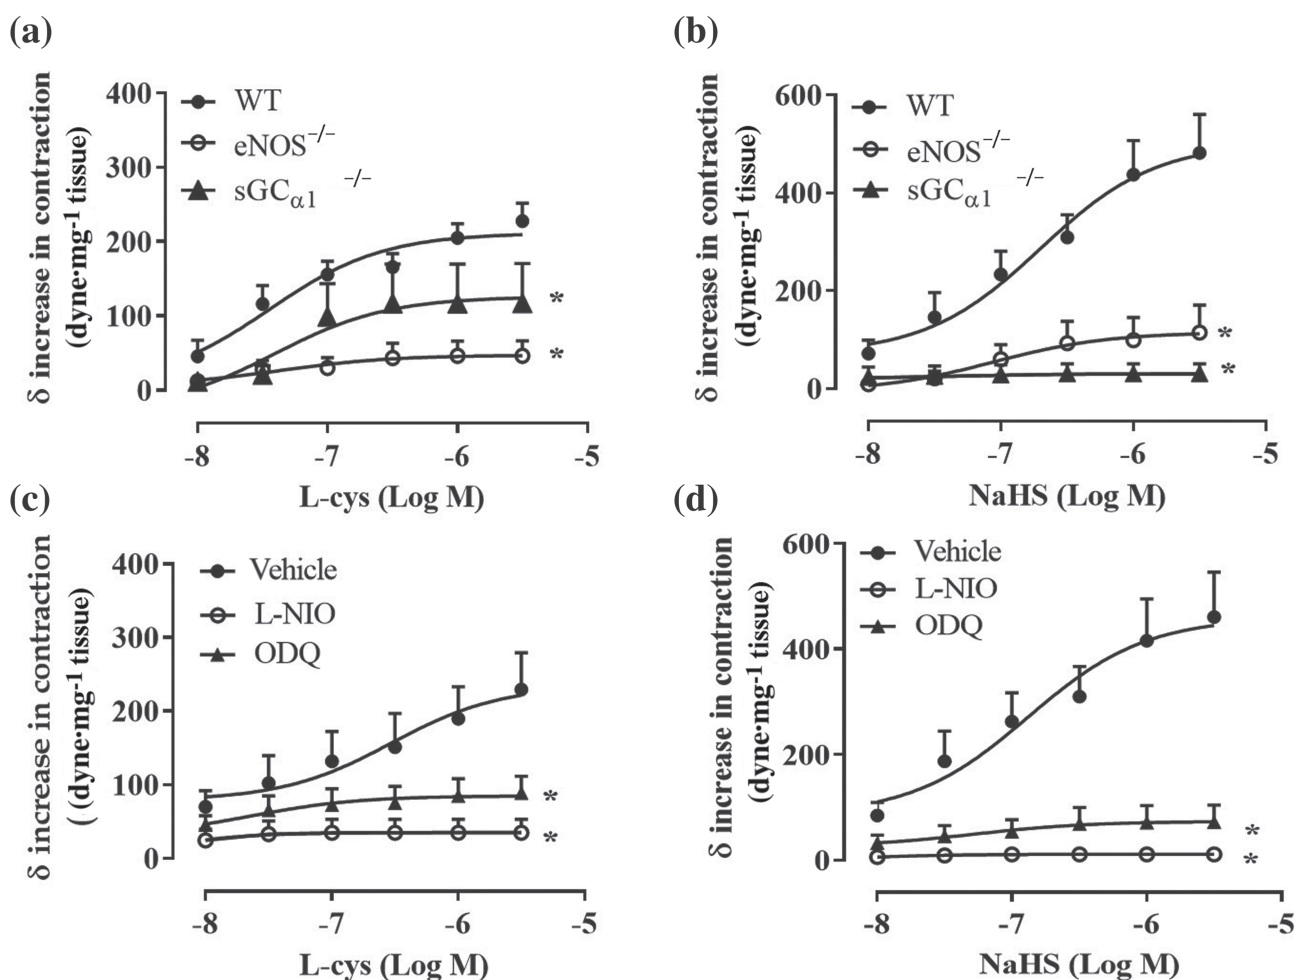 (a)
δ increase in contraction
(dyne·mg⁻¹ tissue)
400
300
200
100
0
WT
eNOS⁻/⁻
sGCα1 ⁻/⁻
*
*
-8 -7 -6 -5
L-cys (Log M)
(b)
δ increase in contraction
(dyne·mg⁻¹ tissue)
600
400
200
0
WT
eNOS⁻/⁻
sGCα1 ⁻/⁻
*
*
-8 -7 -6 -5
NaHS (Log M)
(c)
δ increase in contraction
((dyne·mg⁻¹ tissue)
400
300
200
100
0
Vehicle
L-NIO
ODQ
*
*
-8 -7 -6 -5
L-cys (Log M)
(d)
δ increase in contraction
(dyne·mg⁻¹ tissue)
600
400
200
0
Vehicle
L-NIO
ODQ
*
*
-8 -7 -6 -5
NaHS (Log M)